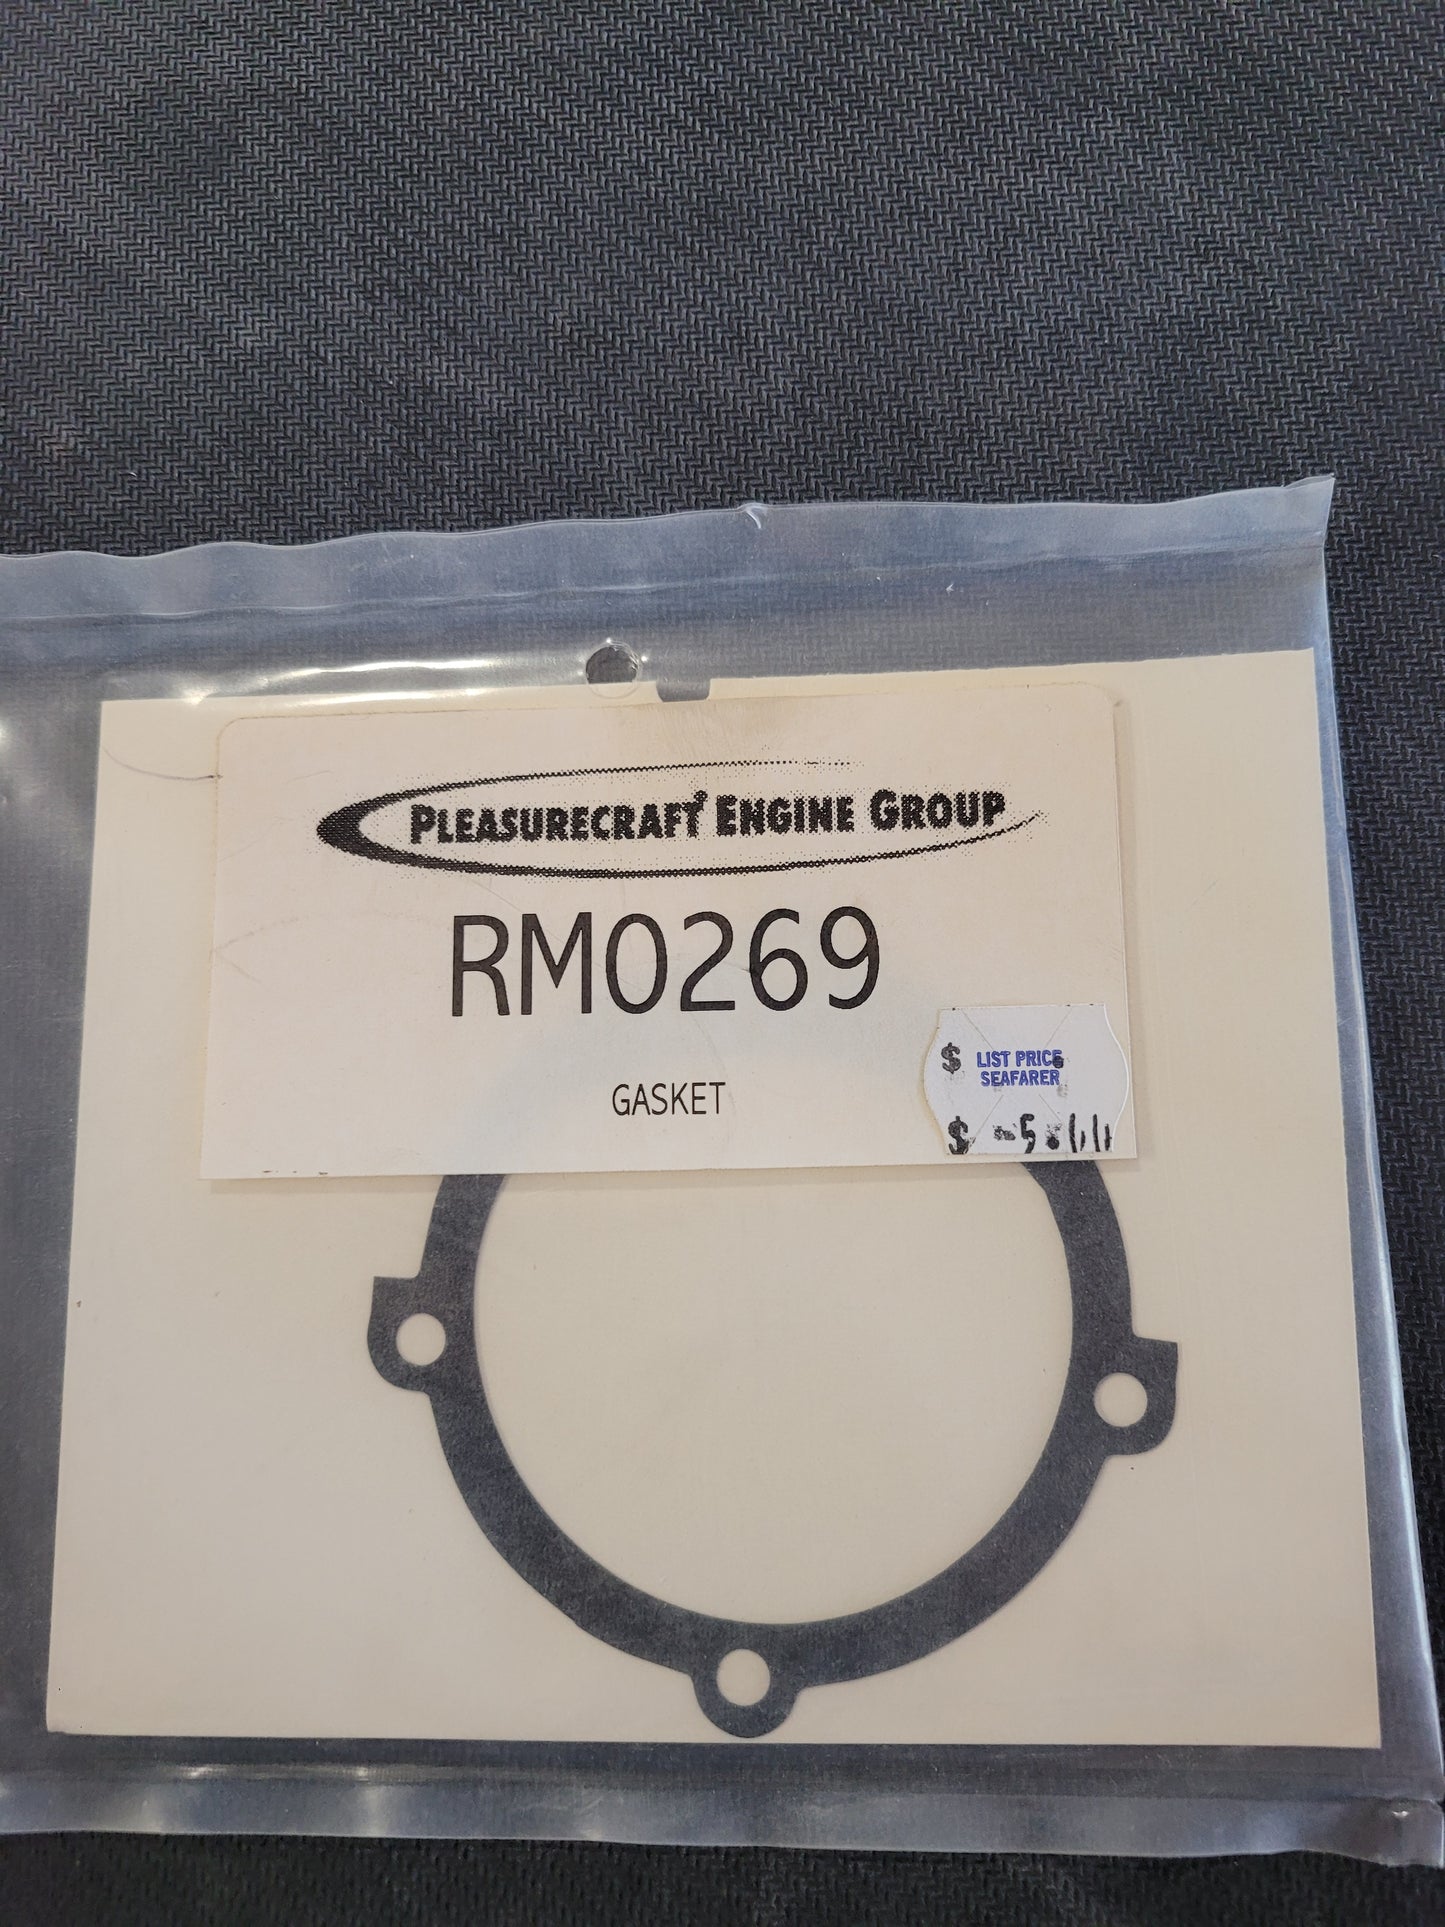 PLEASURECRAFT® ENGINE GROUP
RM0269
GASKET
$ LIST PRICE
SEAFARER
$